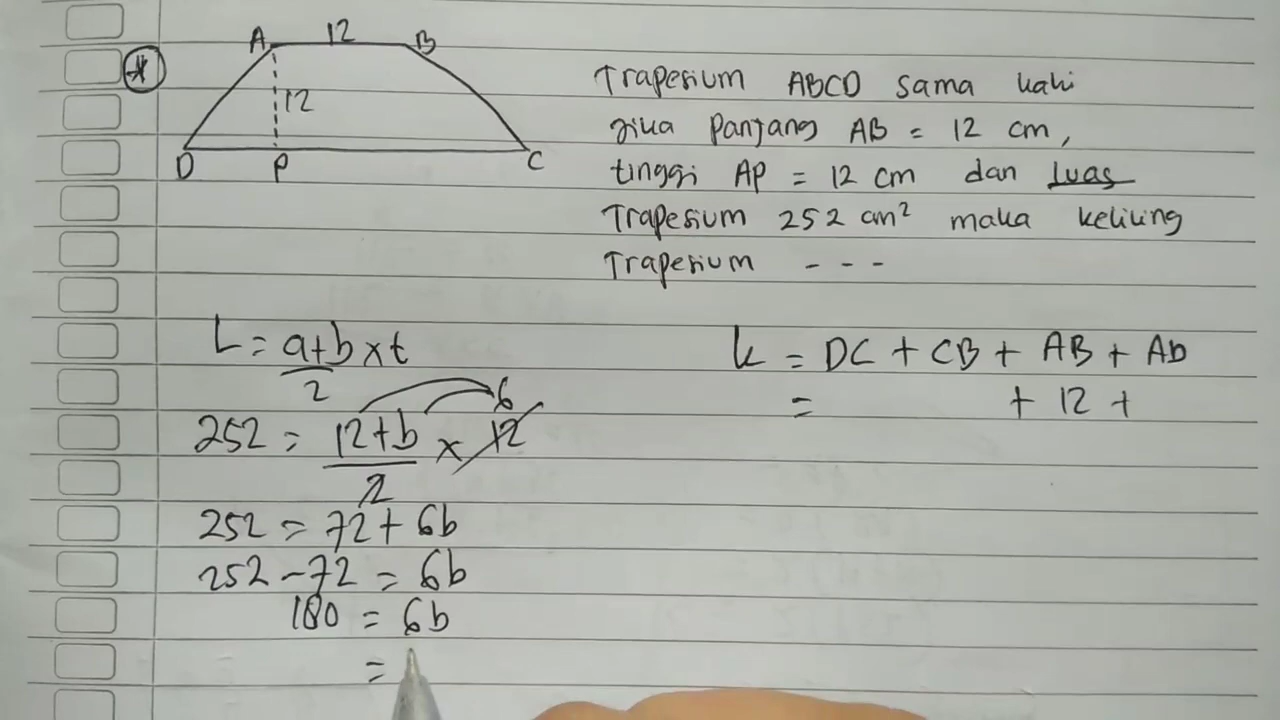 A 12 B
12
D P C
Trapesium ABCD sama kaki
jika Panjang AB = 12 cm,
tinggi AP = 12 cm dan Luas
Trapesium 252 cm² maka keliling
Trapesium - - -
L = a+b/2 x t
252 = 12+b/2 x 12 6
252 = 72 + 6b
252 - 72 = 6b
180 = 6b
=
k = DC + CB + AB + AD
= + 12 +